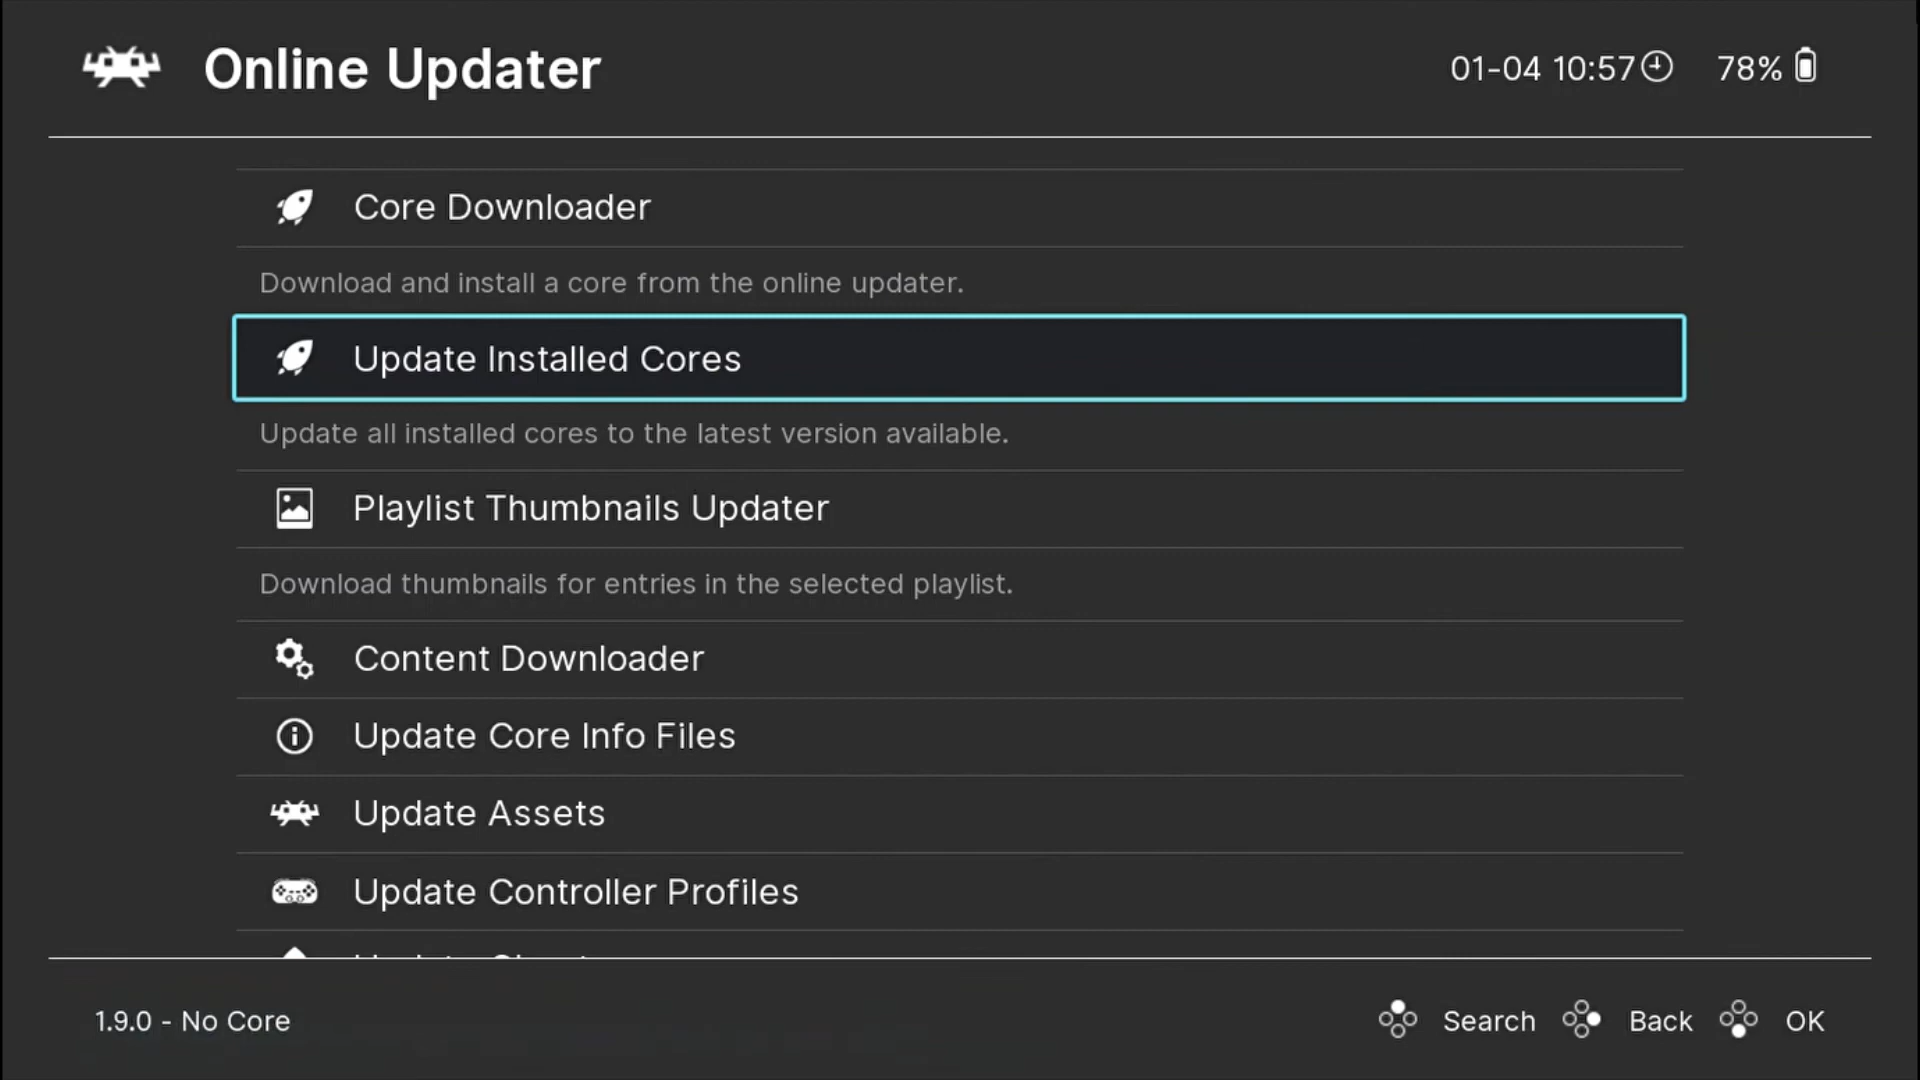 Online Updater
01-04 10:57
78%
Core Downloader
Download and install a core from the online updater.
Update Installed Cores
Update all installed cores to the latest version available.
Playlist Thumbnails Updater
Download thumbnails for entries in the selected playlist.
Content Downloader
Update Core Info Files
Update Assets
Update Controller Profiles
1.9.0 - No Core
Search
Back
OK